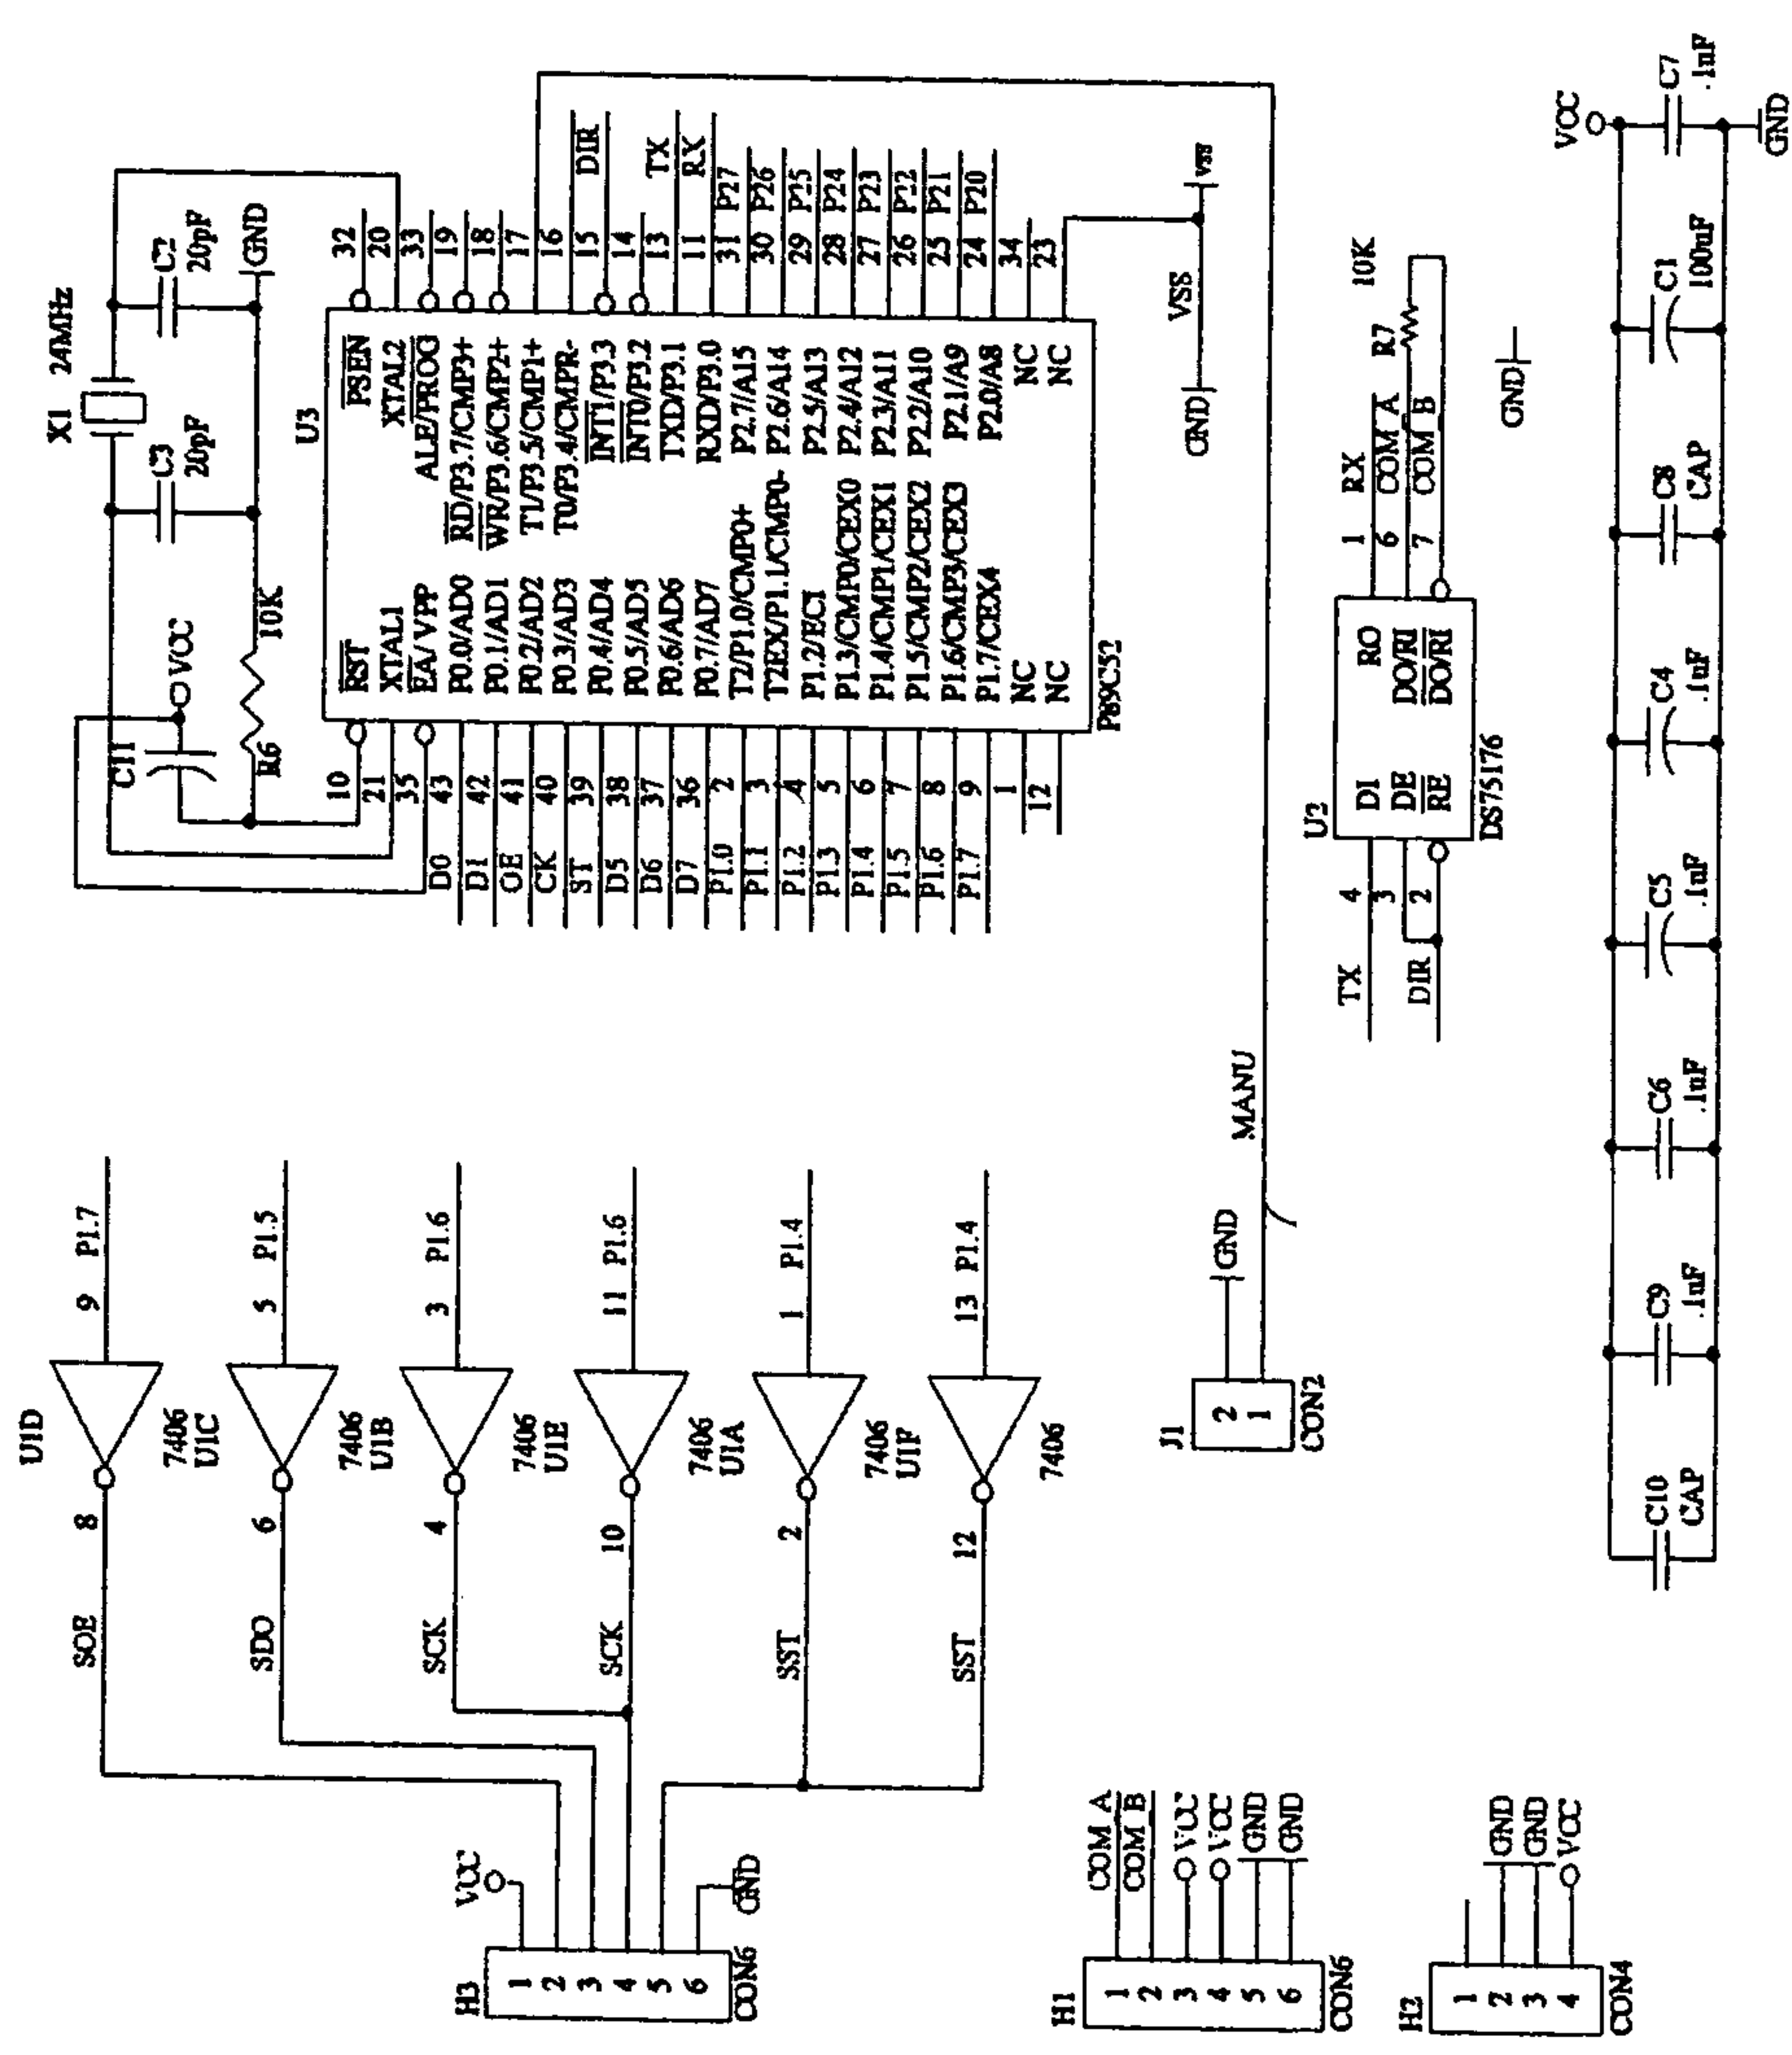 H3
1
2
3
4
5
6
CON6
VCC
GND
SOE
8
U1D
7406
9
P1.7
SDO
6
U1C
7406
5
P1.5
SCK
4
U1B
7406
3
P1.6
SCK
10
U1E
7406
11
P1.6
SST
2
U1A
7406
1
P1.4
SST
12
U1F
7406
13
P1.4
X1
24MHz
C3
20pF
C2
20pF
GND
C11
VCC
R6
10K
U3
10
RST
21
XTAL1
35
EA/VPP
D0 43 P0.0/AD0
D1 42 P0.1/AD1
OE 41 P0.2/AD2
CK 40 P0.3/AD3
ST 39 P0.4/AD4
D5 38 P0.5/AD5
D6 37 P0.6/AD6
D7 36 P0.7/AD7
P1.0 2 T2/P1.0/CMP0+
P1.1 3 T2EX/P1.1/CMP0-
P1.2 4 P1.2/ECI
P1.3 5 P1.3/CMP0/CEX0
P1.4 6 P1.4/CMP1/CEX1
P1.5 7 P1.5/CMP2/CEX2
P1.6 8 P1.6/CMP3/CEX3
P1.7 9 P1.7/CEX4
1 NC
12 NC
PSEN 32
XTAL2 20
ALE/PROG 33
RD/P3.7/CMP3+ 19
WR/P3.6/CMP2+ 18
T1/P3.5/CMP1+ 17
T0/P3.4/CMPR- 16
INT1/P3.3 15 DIR
INT0/P3.2 14
TXD/P3.1 13 TX
RXD/P3.0 11 RX
P2.7/A15 31 P27
P2.6/A14 30 P26
P2.5/A13 29 P25
P2.4/A12 28 P24
P2.3/A11 27 P23
P2.2/A10 26 P22
P2.1/A9 25 P21
P2.0/A8 24 P20
NC 34
NC 23
P89C52
GND
VSS
VSS
H1
1 COM A
2 COM B
3 VCC
4 VCC
5 GND
6 GND
CON6
J1
2
1
CON2
GND
MANU
U2
TX 4 DI
3 DE
DIR 2 RE
RO 1 RX
DO/RI 6 COM A
DO/RI 7 COM B
DS75176
R7
10K
GND
H2
1
2 GND
3 GND
4 VCC
CON4
C10
CAP
C9
.1uF
C6
.1uF
C5
.1uF
C4
.1uF
C8
CAP
C1
100uF
C7
.1uF
VCC
GND